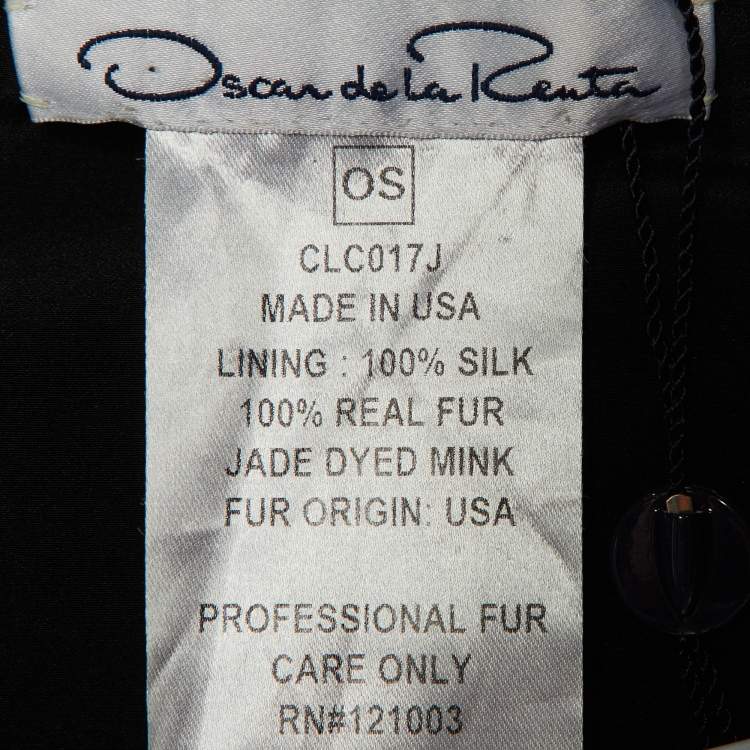 Oscar de la Renta
OS
CLC017J
MADE IN USA
LINING : 100% SILK
100% REAL FUR
JADE DYED MINK
FUR ORIGIN: USA
PROFESSIONAL FUR
CARE ONLY
RN#121003